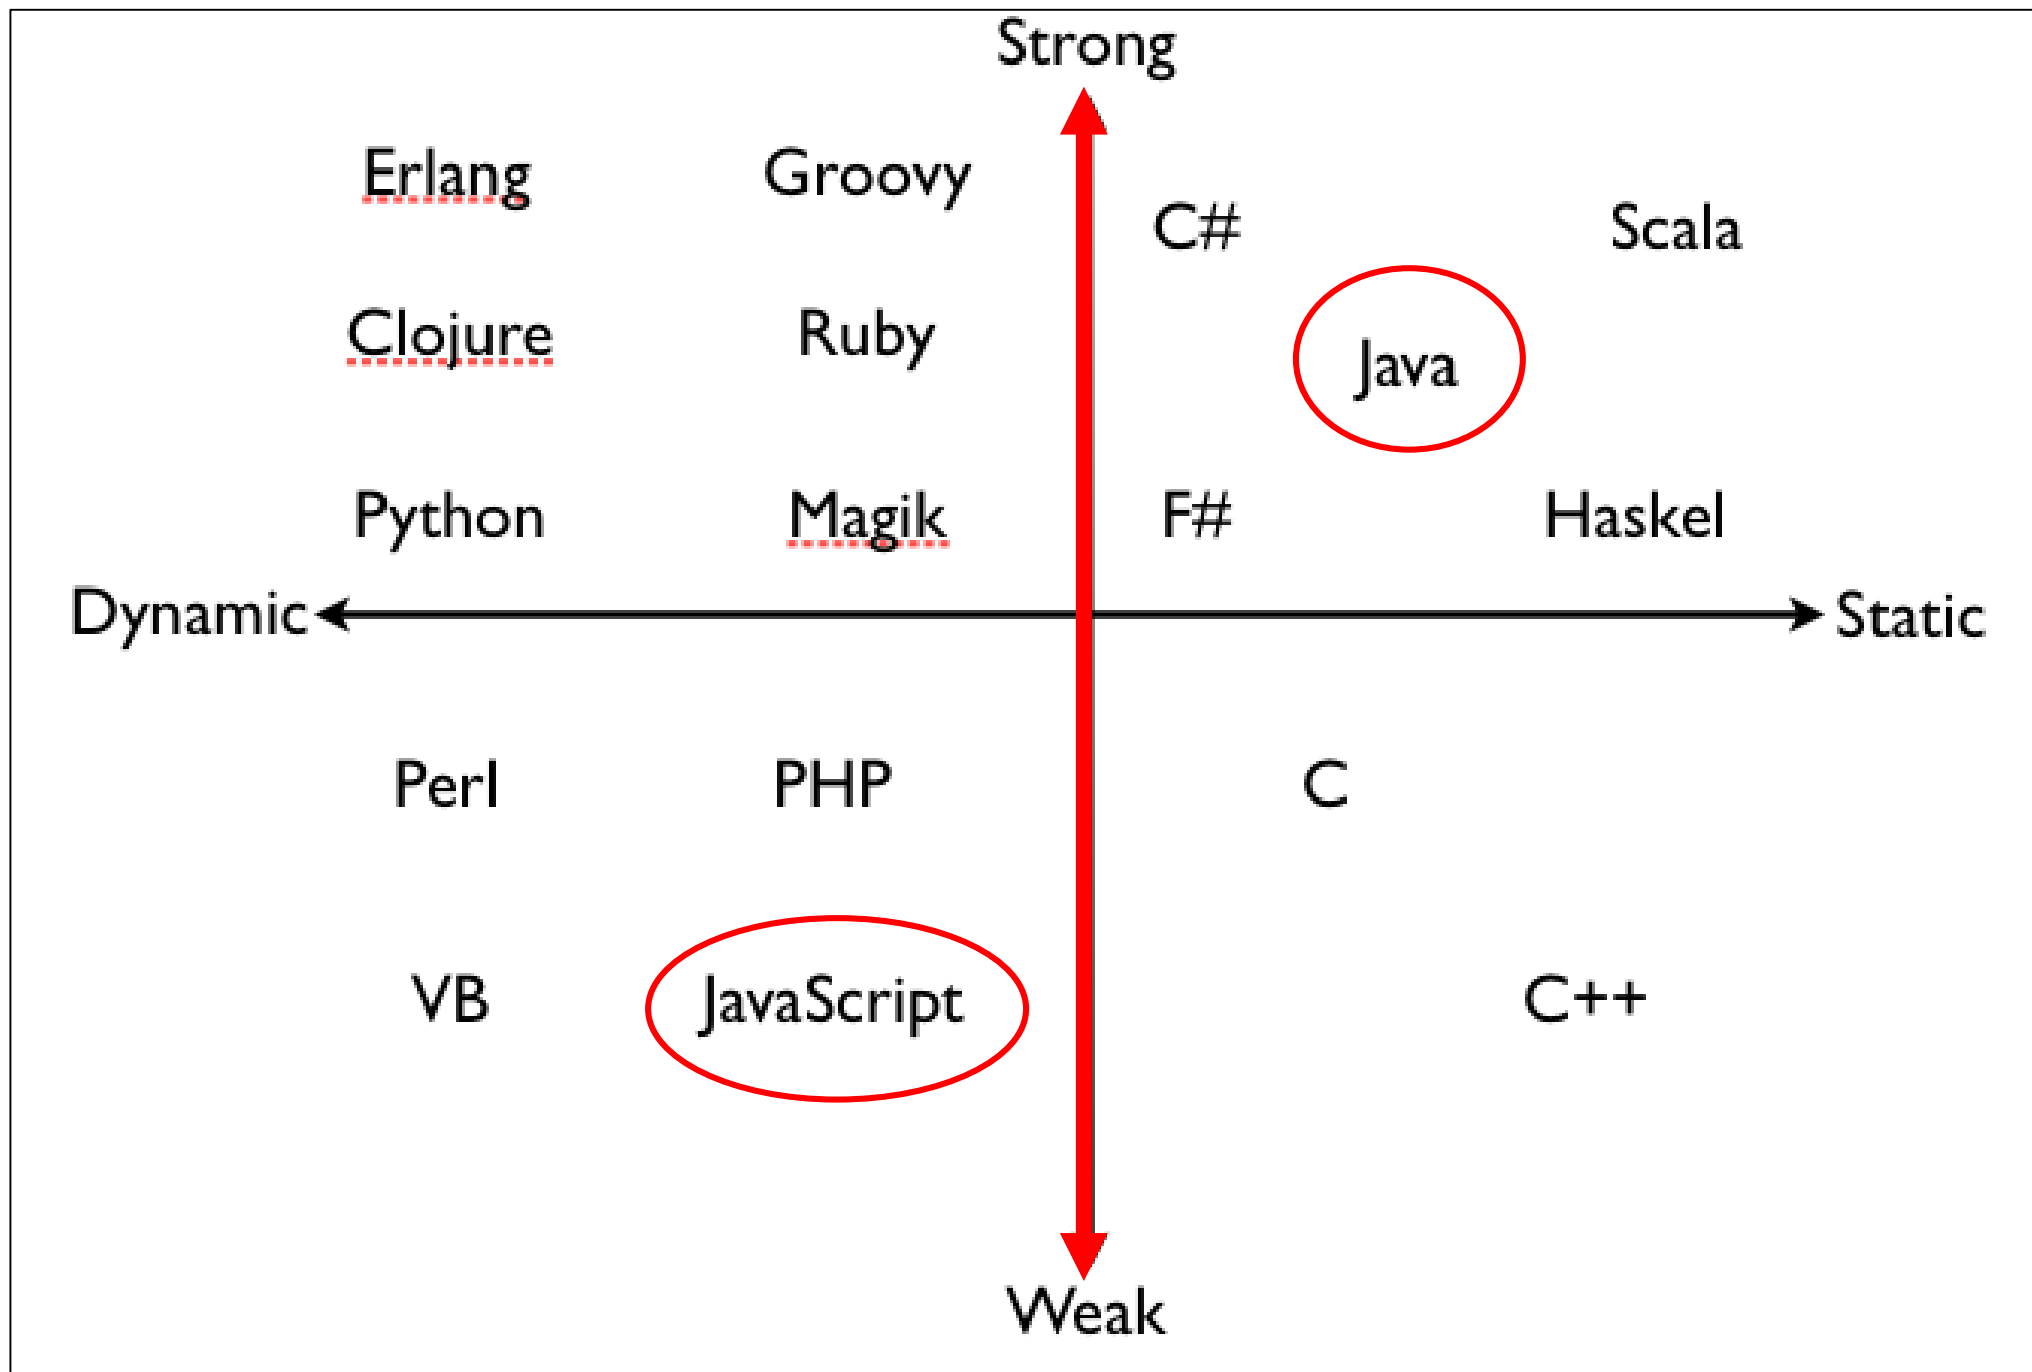 Strong
Erlang Groovy
C# Scala
Clojure Ruby
Java
Python Magik F# Haskel
Dynamic Static
Perl PHP C
VB JavaScript C++
Weak